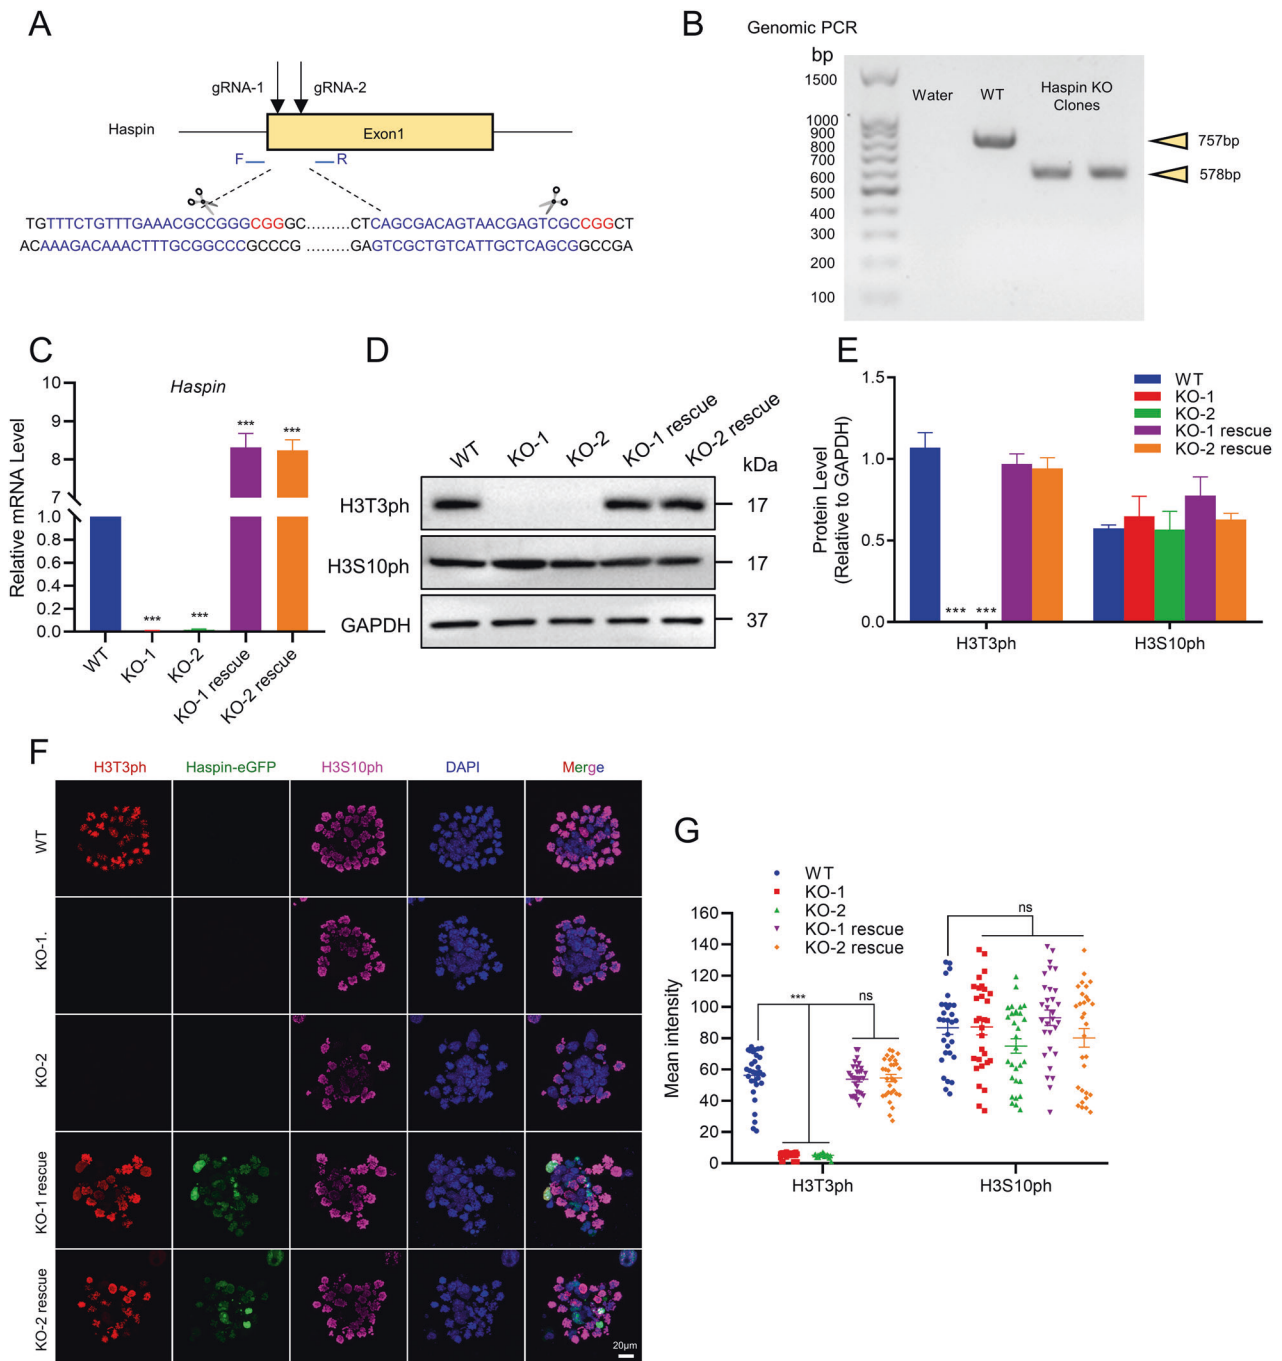 A
gRNA-1
gRNA-2
Haspin
Exon1
F
R
TGTTTCTGTTTGAAACGCCGGGCGGGC.........CTCAGCGACAGTAACGAGTCGCCGGCT
ACAAAGACAAACTTTGCGGCCCGCCCG.........GAGTCGCTGTCATTGCTCAGCGGCCGA
B
Genomic PCR
bp
1500
1000
900
800
700
600
500
400
300
200
100
Water
WT
Haspin KO
Clones
757bp
578bp
C
Haspin
Relative mRNA Level
10
9
8
7
1.0
0.8
0.6
0.4
0.2
0.0
***
***
***
***
WT
KO-1
KO-2
KO-1 rescue
KO-2 rescue
D
WT
KO-1
KO-2
KO-1 rescue
KO-2 rescue
kDa
H3T3ph
17
H3S10ph
17
GAPDH
37
E
Protein Level
(Relative to GAPDH)
1.5
1.0
0.5
0.0
WT
KO-1
KO-2
KO-1 rescue
KO-2 rescue
*** ***
H3T3ph
H3S10ph
F
H3T3ph
Haspin-eGFP
H3S10ph
DAPI
Merge
WT
KO-1.
KO-2
KO-1 rescue
KO-2 rescue
20μm
G
WT
KO-1
KO-2
KO-1 rescue
KO-2 rescue
Mean intensity
160
140
120
100
80
60
40
20
0
***
ns
ns
H3T3ph
H3S10ph